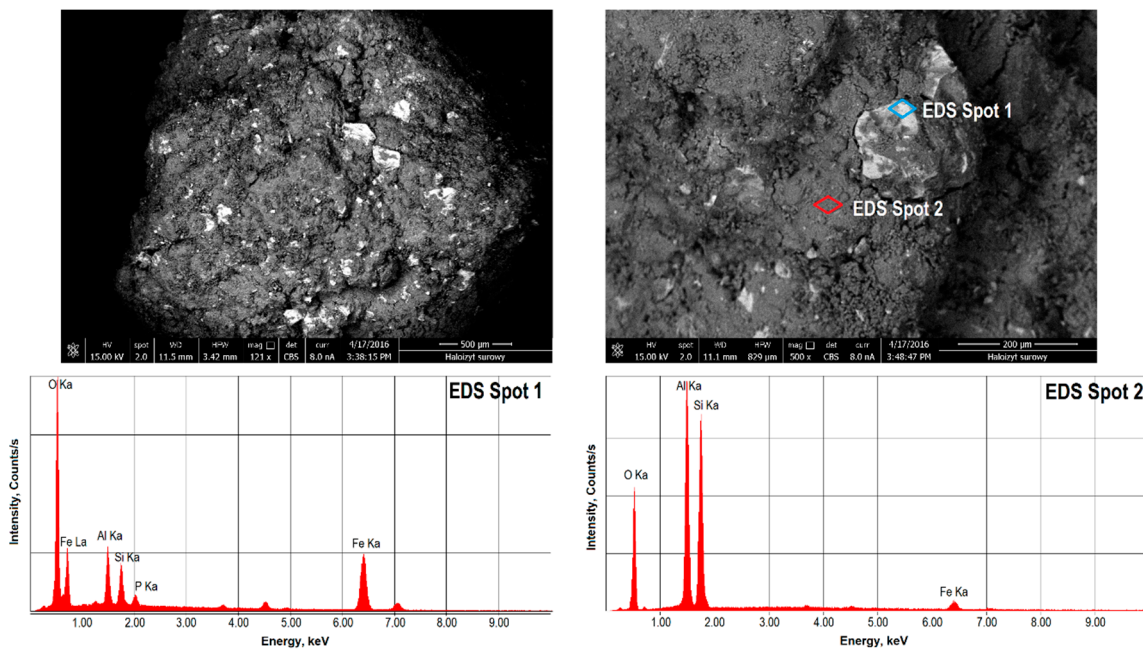 EDS Spot 1
EDS Spot 2
HV spot WD HFW mag det curr 4/17/2016 500 µm
15.00 kV 2.0 11.5 mm 3.42 mm 121 x CBS 8.0 nA 3:38:15 PM Haloizyt surowy
HV spot WD HFW mag det curr 4/17/2016 200 µm
15.00 kV 2.0 11.1 mm 829 µm 500 x CBS 8.0 nA 3:48:47 PM Haloizyt surowy
EDS Spot 1
O Ka
Fe La
Al Ka
Si Ka
P Ka
Fe Ka
Intensity, Counts/s
1.00 2.00 3.00 4.00 5.00 6.00 7.00 8.00 9.00
Energy, keV
EDS Spot 2
Al Ka
Si Ka
O Ka
Fe Ka
Intensity, Counts/s
1.00 2.00 3.00 4.00 5.00 6.00 7.00 8.00 9.00
Energy, keV